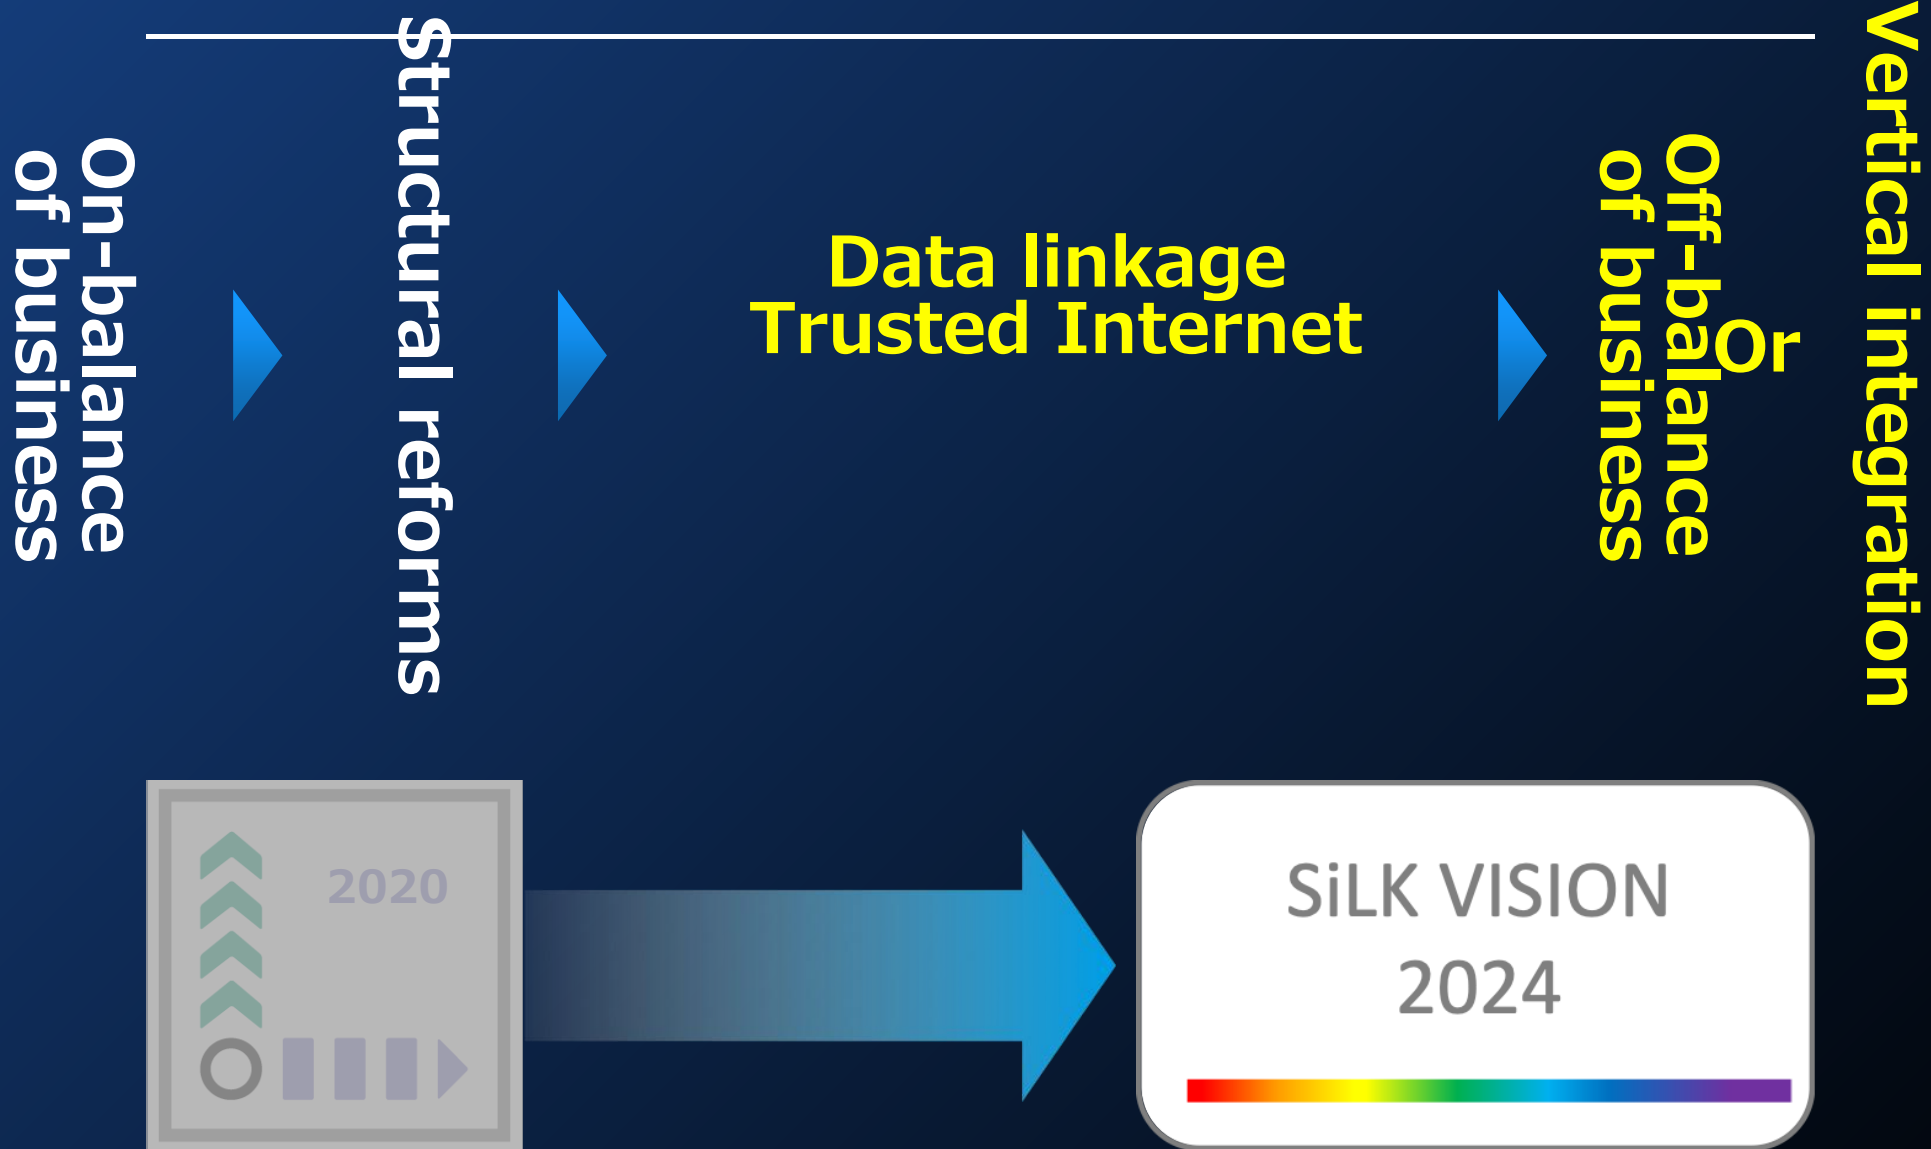 On-balance
of business
Structural reforms
Data linkage
Trusted Internet
Off-balance
of business
Or
Vertical integration
2020
SiLK VISION
2024